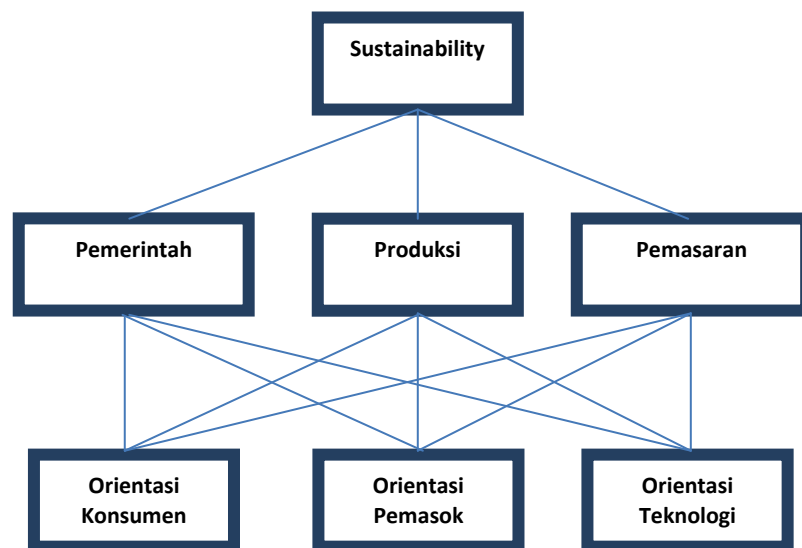 Sustainability
Pemerintah
Produksi
Pemasaran
Orientasi
Konsumen
Orientasi
Pemasok
Orientasi
Teknologi